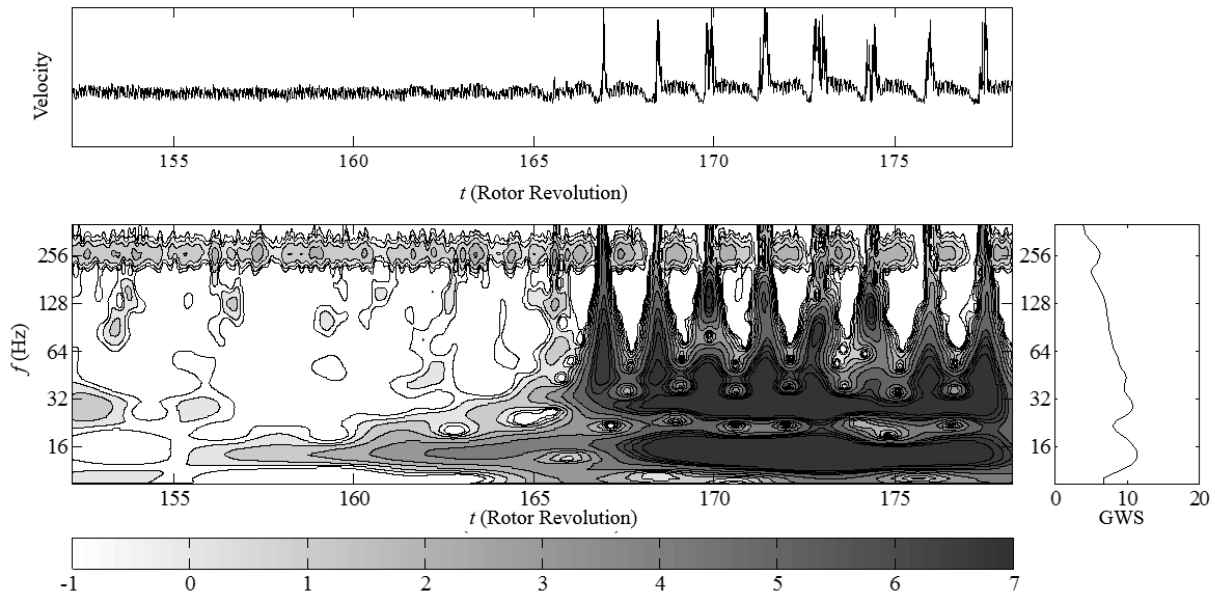 Velocity
155 160 165 170 175
t (Rotor Revolution)
f (Hz)
256
128
64
32
16
155 160 165 170 175
t (Rotor Revolution)
256
128
64
32
16
0 10 20
GWS
-1 0 1 2 3 4 5 6 7